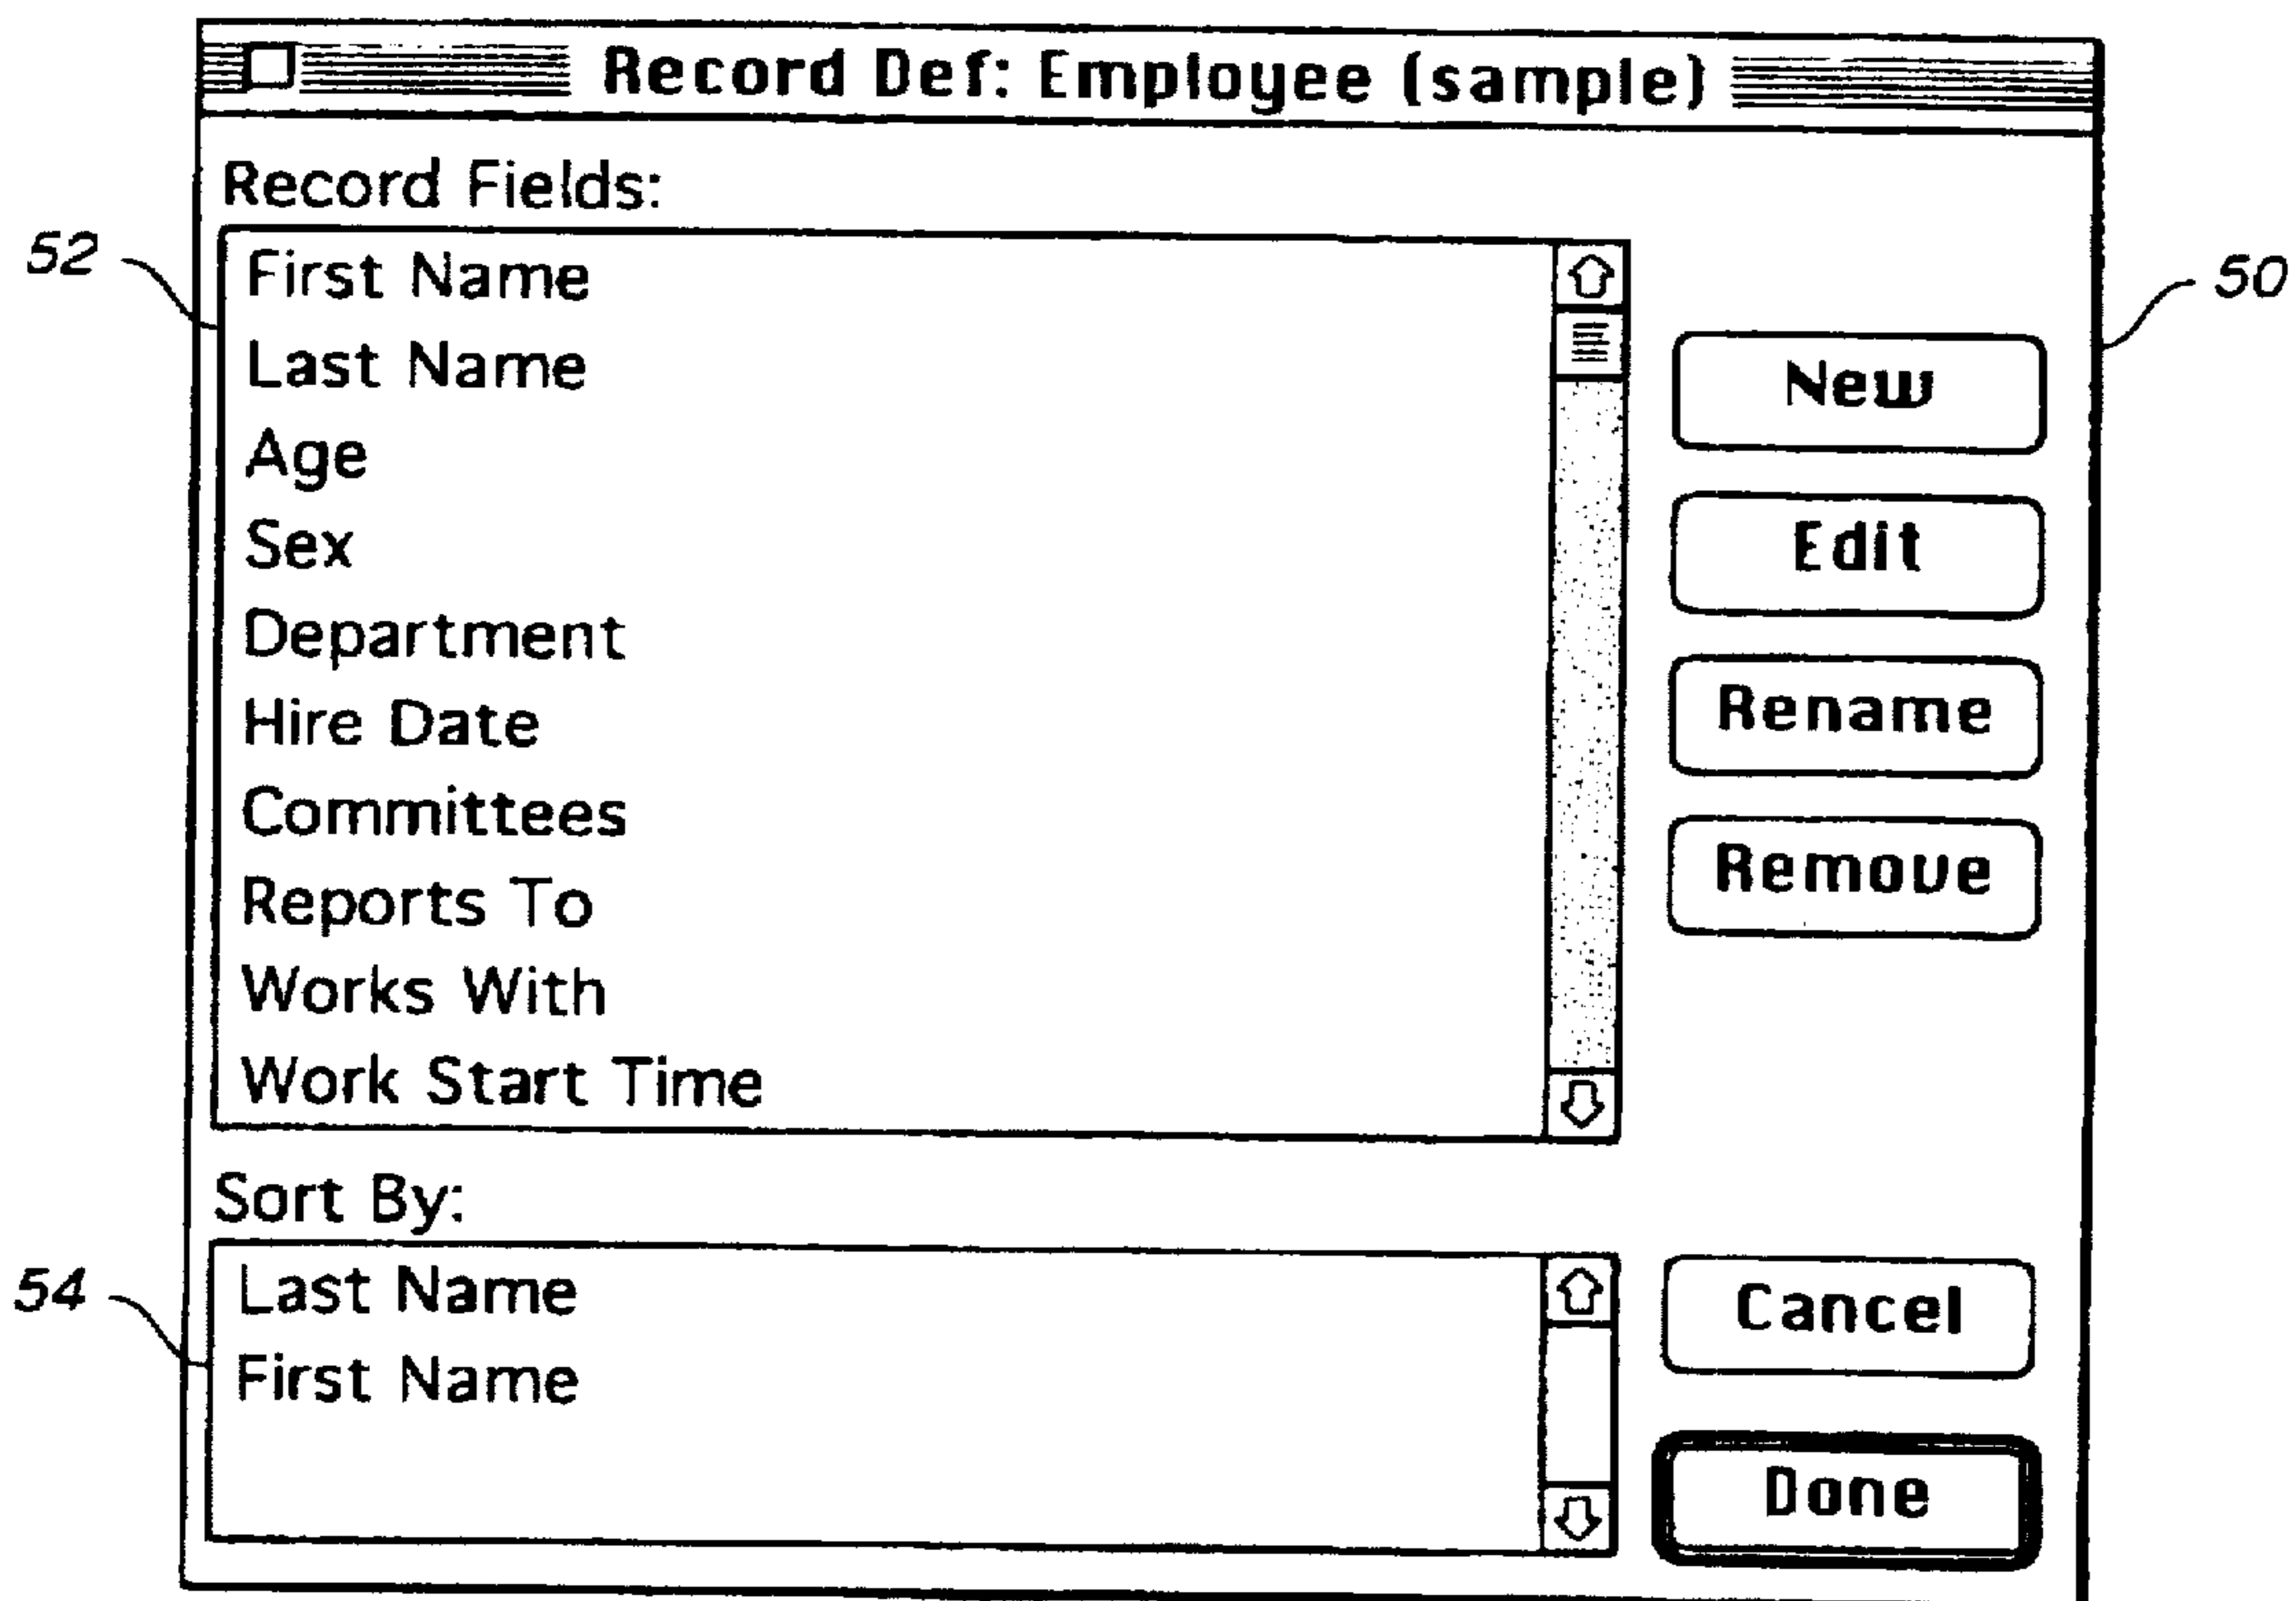 Record Def: Employee (sample)
Record Fields:
52
First Name
50
Last Name
New
Age
Sex
Edit
Department
Hire Date
Rename
Committees
Reports To
Remove
Works With
Work Start Time
Sort By:
54
Last Name
Cancel
First Name
Done